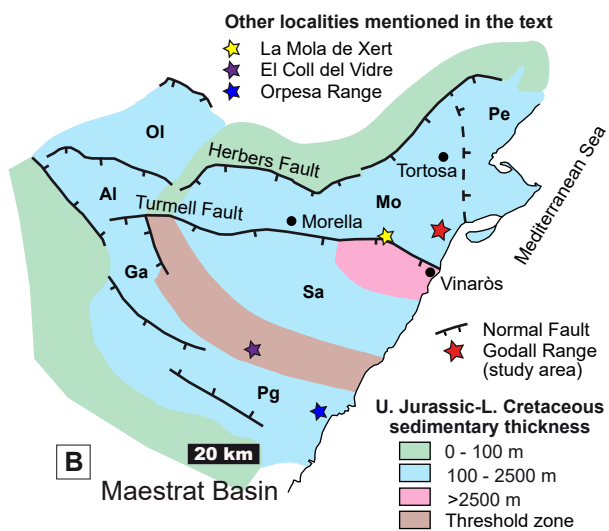 Other localities mentioned in the text
La Mola de Xert
El Coll del Vidre
Orpesa Range
Ol
Pe
Herbers Fault
Tortosa
Al
Turmell Fault
Mo
Morella
Mediterranean Sea
Ga
Sa
Vinaròs
Normal Fault
Godall Range
(study area)
Pg
U. Jurassic-L. Cretaceous
sedimentary thickness
B
20 km
0 - 100 m
100 - 2500 m
>2500 m
Threshold zone
Maestrat Basin